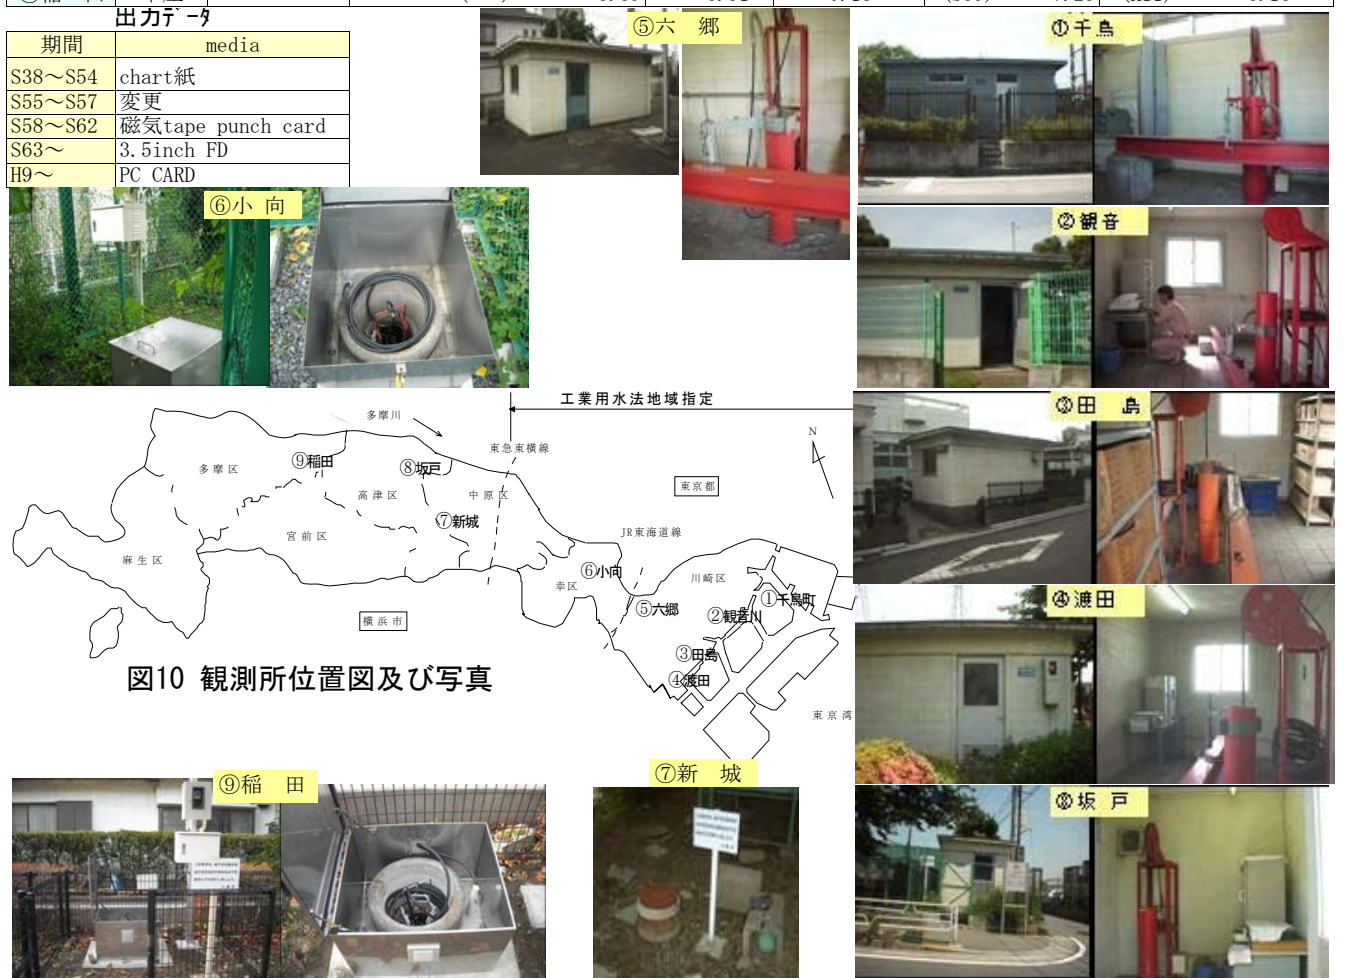 出力データ
期間 media
S38～S54 chart紙
S55～S57 変更
S58～S62 磁気tape punch card
S63～ 3.5inch FD
H9～ PC CARD
⑤六 郷
①千鳥
⑥小 向
②観音
③田 島
④渡田
工業用水法地域指定
多摩川
東急東横線
N
⑨稲田
⑧坂戸
多摩区
高津区
中原区
東京都
⑦新城
宮前区
JR東海道線
麻生区
⑥小向
幸区
川崎区
①千鳥町
⑤六郷
②観音川
横浜市
③田島
④渡田
東京湾
図10 観測所位置図及び写真
⑨稲 田
⑦新 城
⑧坂 戸